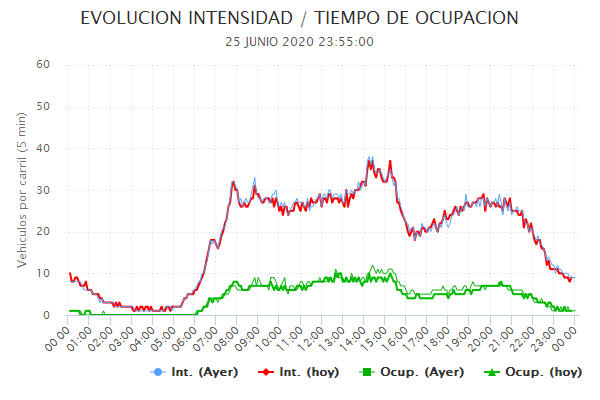 EVOLUCION INTENSIDAD / TIEMPO DE OCUPACION
25 JUNIO 2020 23:55:00
60
50
40
30
20
10
0
Vehiculos por carril (5 min)
00:00 01:00 02:00 03:00 04:00 05:00 06:00 07:00 08:00 09:00 10:00 11:00 12:00 13:00 14:00 15:00 16:00 17:00 18:00 19:00 20:00 21:00 22:00 23:00 00:00
Int. (Ayer) Int. (hoy) Ocup. (Ayer) Ocup. (hoy)